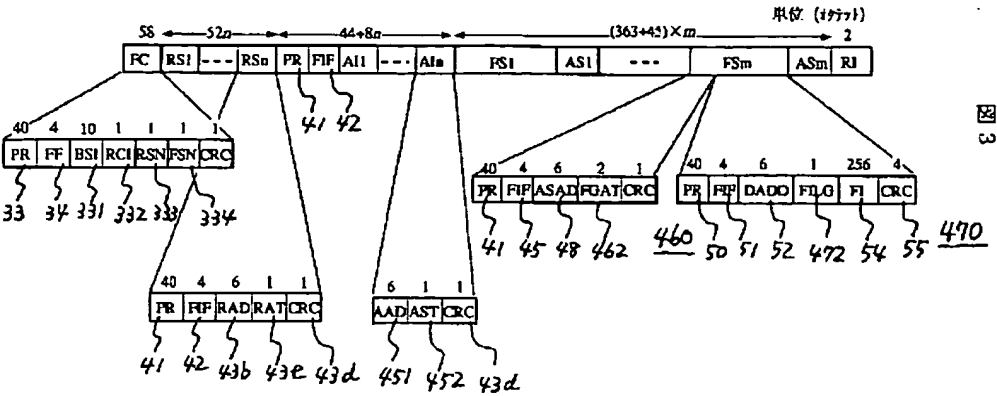 単位 (オクテット)
58 52n 44+8n (363+45)×m 2
FC RS1 --- RSn PR FIF AI1 --- AIn FS1 AS1 --- FSm ASm RI
41 42
図3
40 4 10 1 1 1 1
PR FF BSI RCI RSN FSN CRC
33 34 331 332 333 334
40 4 6 2 1
PR FIF ASAD FGAT CRC
41 45 48 462 460
40 4 6 1 256 4
PR FIF DADD FILG FI CRC
50 51 52 472 54 55 470
40 4 6 1 1
PR FIF RAD RAT CRC
41 42 43b 43e 43d
6 1 1
AAD AST CRC
451 452 43d